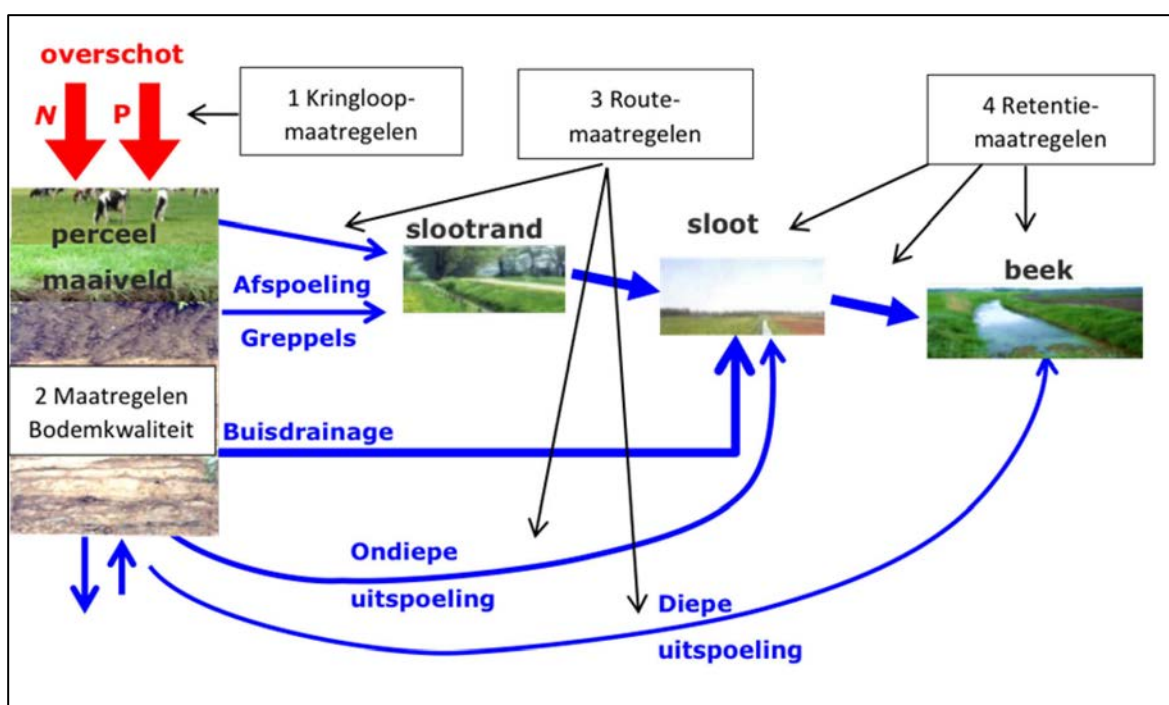 overschot
N P
1 Kringloop-
maatregelen
3 Route-
maatregelen
4 Retentie-
maatregelen
perceel
maaiveld
slootrand
sloot
beek
Afspoeling
Greppels
2 Maatregelen
Bodemkwaliteit
Buisdrainage
Ondiepe
uitspoeling
Diepe
uitspoeling